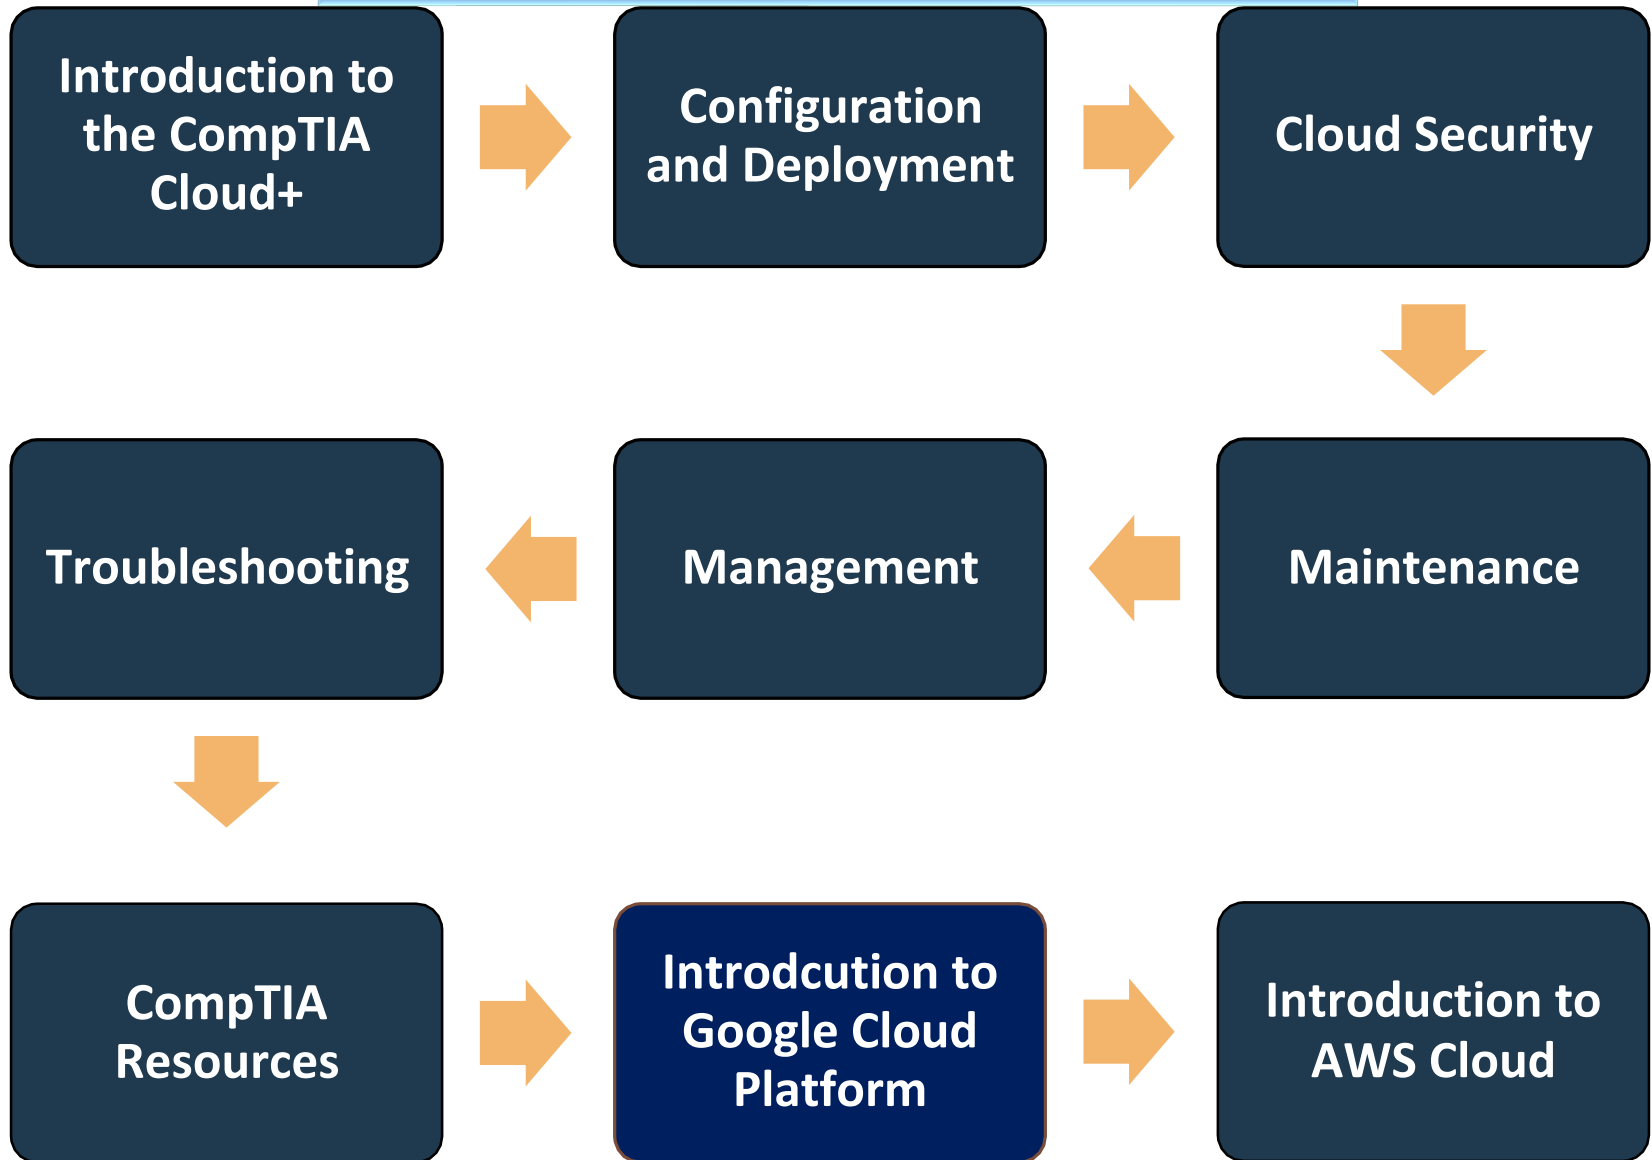 Introduction to
the CompTIA
Cloud+
Configuration
and Deployment
Cloud Security
Maintenance
Management
Troubleshooting
CompTIA
Resources
Introdcution to
Google Cloud
Platform
Introduction to
AWS Cloud